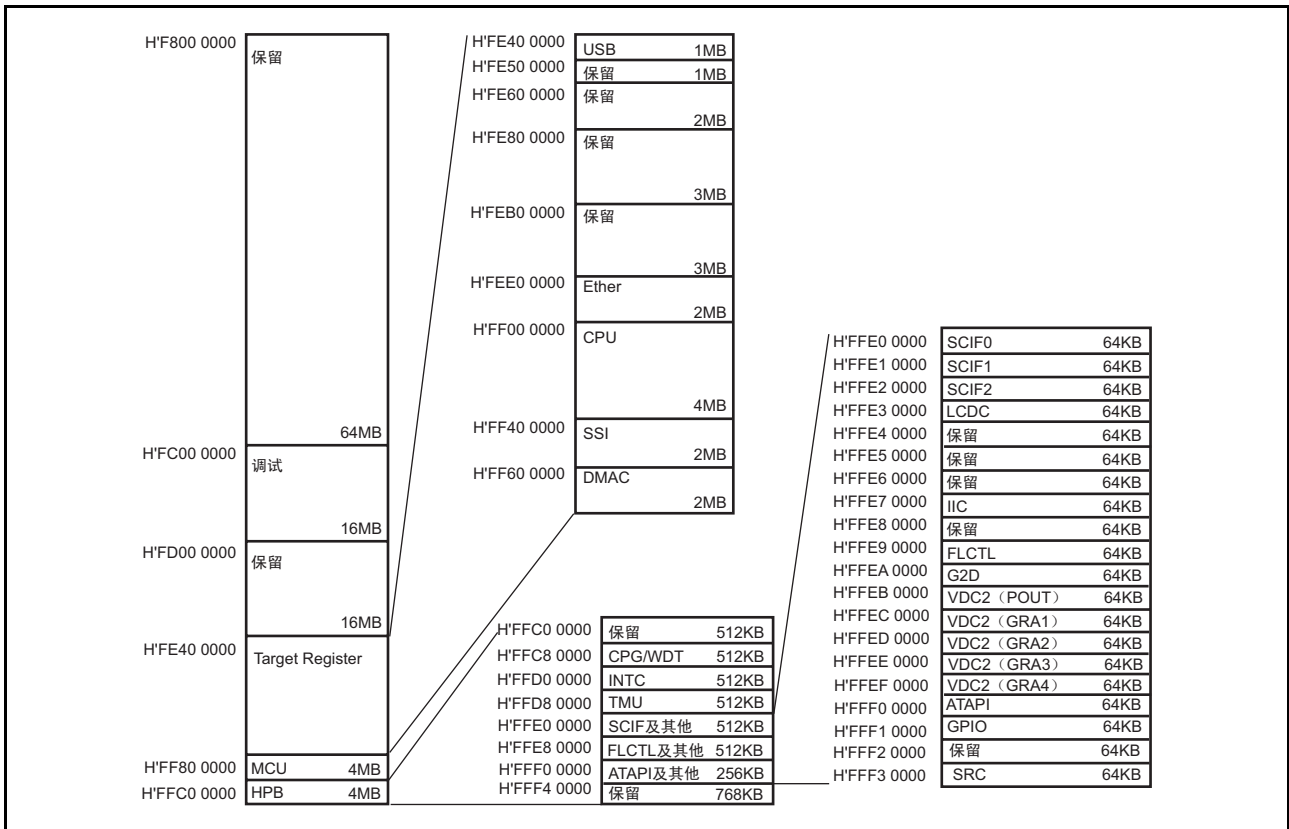 H'F800 0000
保留
64MB
H'FC00 0000
调试
16MB
H'FD00 0000
保留
16MB
H'FE40 0000
Target Register
H'FF80 0000 MCU 4MB
H'FFC0 0000 HPB 4MB
H'FE40 0000 USB 1MB
H'FE50 0000 保留 1MB
H'FE60 0000 保留
2MB
H'FE80 0000 保留
3MB
H'FEB0 0000 保留
3MB
H'FEE0 0000 Ether
2MB
H'FF00 0000 CPU
4MB
H'FF40 0000 SSI
2MB
H'FF60 0000 DMAC
2MB
H'FFC0 0000 保留 512KB
H'FFC8 0000 CPG/WDT 512KB
H'FFD0 0000 INTC 512KB
H'FFD8 0000 TMU 512KB
H'FFE0 0000 SCIF及其他 512KB
H'FFE8 0000 FLCTL及其他 512KB
H'FFF0 0000 ATAPI及其他 256KB
H'FFF4 0000 保留 768KB
H'FFE0 0000 SCIF0 64KB
H'FFE1 0000 SCIF1 64KB
H'FFE2 0000 SCIF2 64KB
H'FFE3 0000 LCDC 64KB
H'FFE4 0000 保留 64KB
H'FFE5 0000 保留 64KB
H'FFE6 0000 保留 64KB
H'FFE7 0000 IIC 64KB
H'FFE8 0000 保留 64KB
H'FFE9 0000 FLCTL 64KB
H'FFEA 0000 G2D 64KB
H'FFEB 0000 VDC2（POUT） 64KB
H'FFEC 0000 VDC2（GRA1） 64KB
H'FFED 0000 VDC2（GRA2） 64KB
H'FFEE 0000 VDC2（GRA3） 64KB
H'FFEF 0000 VDC2（GRA4） 64KB
H'FFF0 0000 ATAPI 64KB
H'FFF1 0000 GPIO 64KB
H'FFF2 0000 保留 64KB
H'FFF3 0000 SRC 64KB